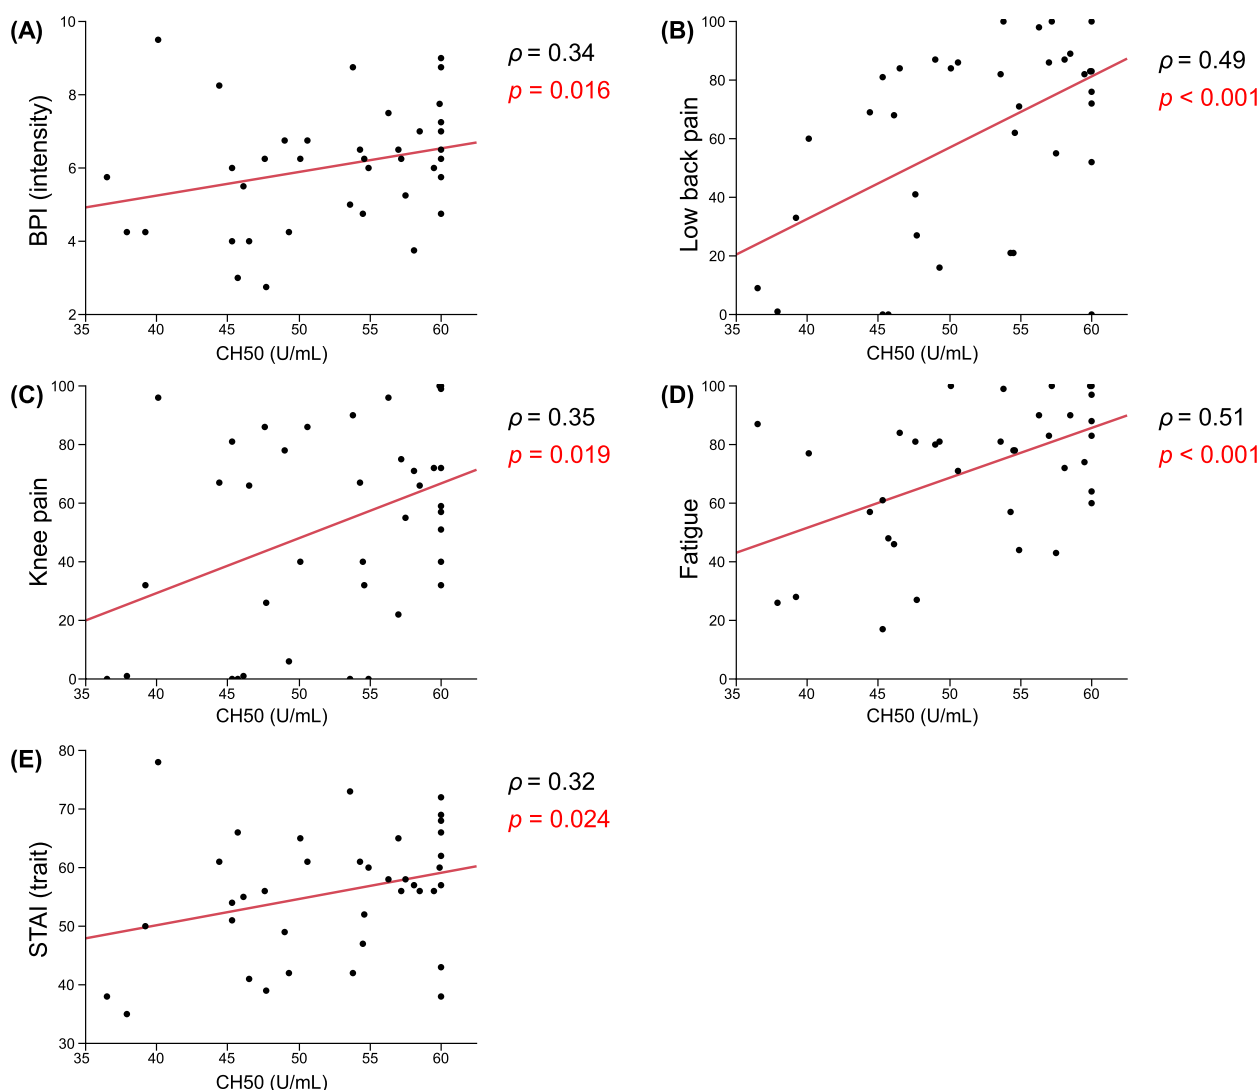 (A)
BPI (intensity)
10
8
6
4
2
35 40 45 50 55 60
CH50 (U/mL)
ρ = 0.34
p = 0.016
(B)
Low back pain
100
80
60
40
20
0
35 40 45 50 55 60
CH50 (U/mL)
ρ = 0.49
p < 0.001
(C)
Knee pain
100
80
60
40
20
0
35 40 45 50 55 60
CH50 (U/mL)
ρ = 0.35
p = 0.019
(D)
Fatigue
100
80
60
40
20
0
35 40 45 50 55 60
CH50 (U/mL)
ρ = 0.51
p < 0.001
(E)
STAI (trait)
80
70
60
50
40
30
35 40 45 50 55 60
CH50 (U/mL)
ρ = 0.32
p = 0.024